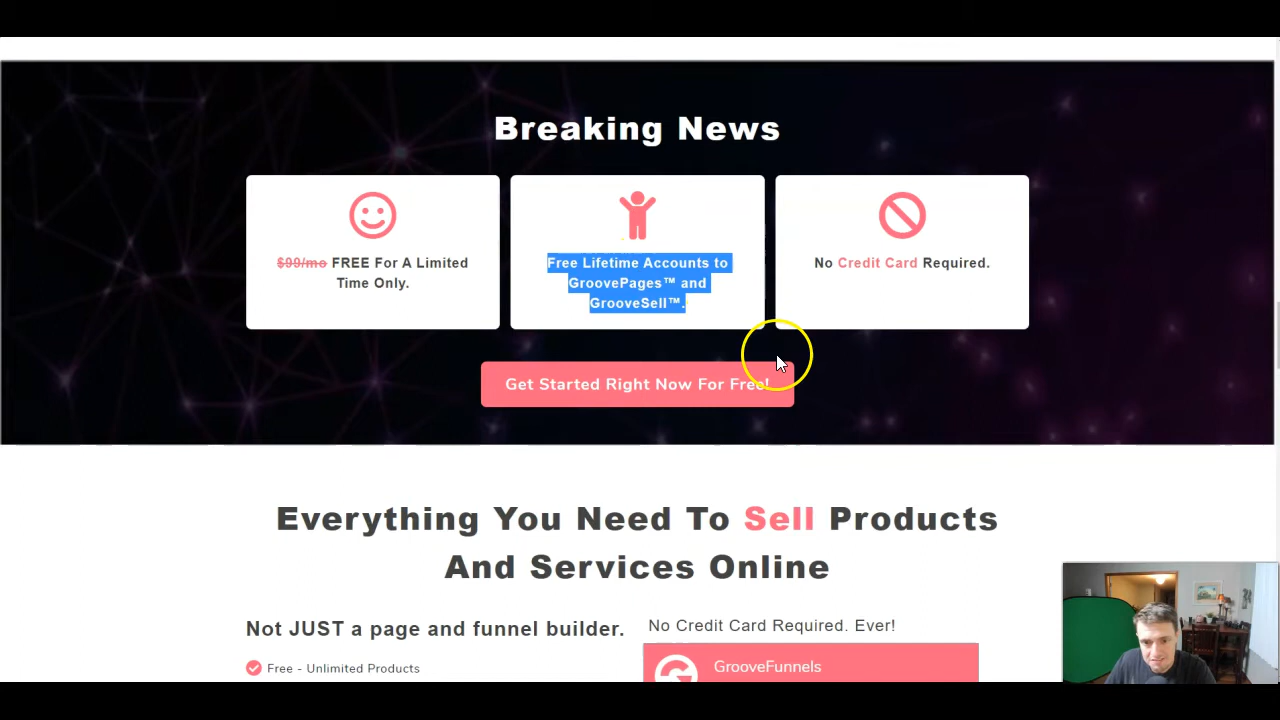 Breaking News
$99/mo FREE For A Limited
Time Only.
Free Lifetime Accounts to
GroovePages™ and
GrooveSell™.
No Credit Card Required.
Get Started Right Now For Free!
Everything You Need To Sell Products
And Services Online
Not JUST a page and funnel builder.
Free - Unlimited Products
No Credit Card Required. Ever!
GrooveFunnels